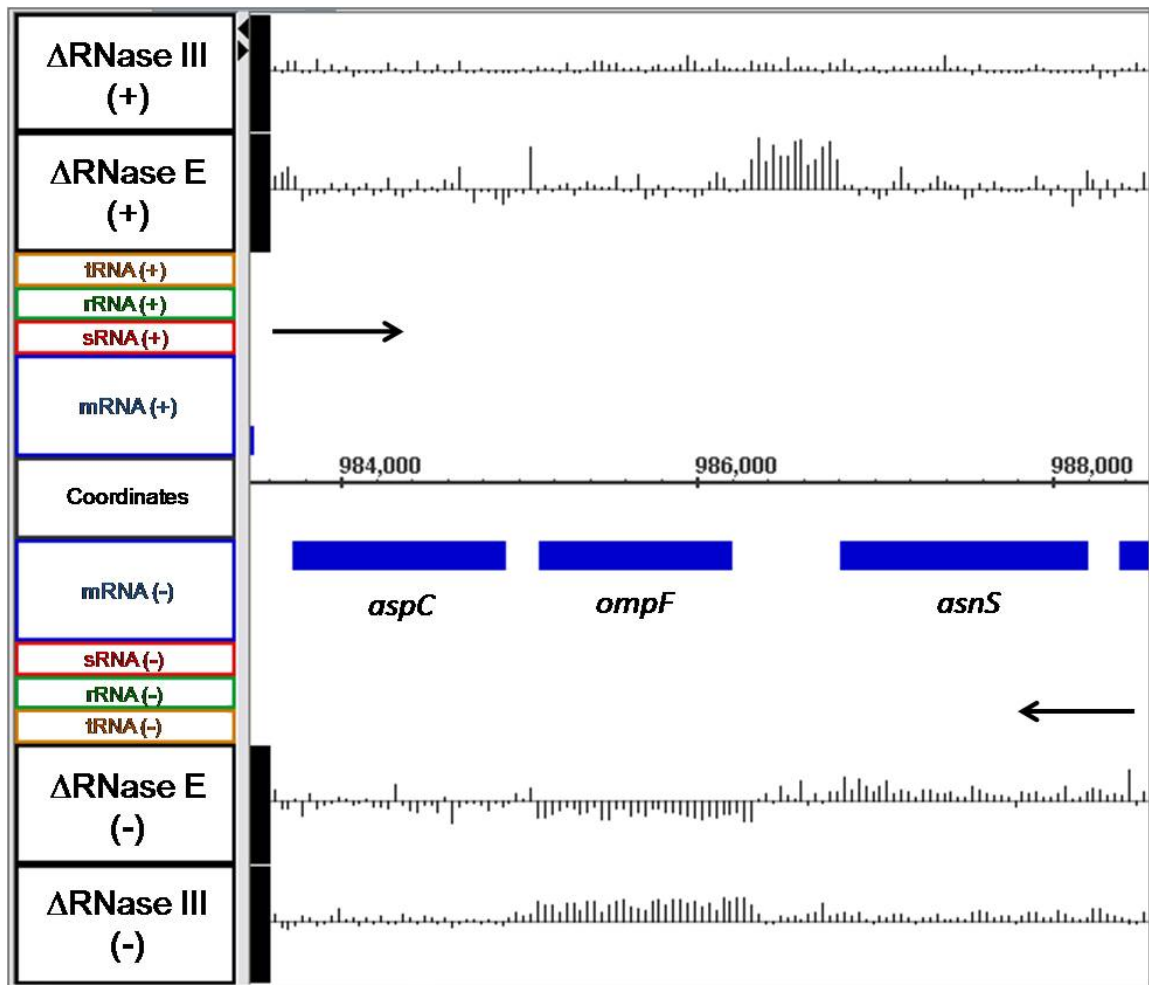 ΔRNase III
(+)
ΔRNase E
(+)
tRNA (+)
rRNA (+)
sRNA (+)
mRNA (+)
984,000 986,000 988,000
Coordinates
mRNA (-)
aspC ompF asnS
sRNA (-)
rRNA (-)
tRNA (-)
ΔRNase E
(-)
ΔRNase III
(-)